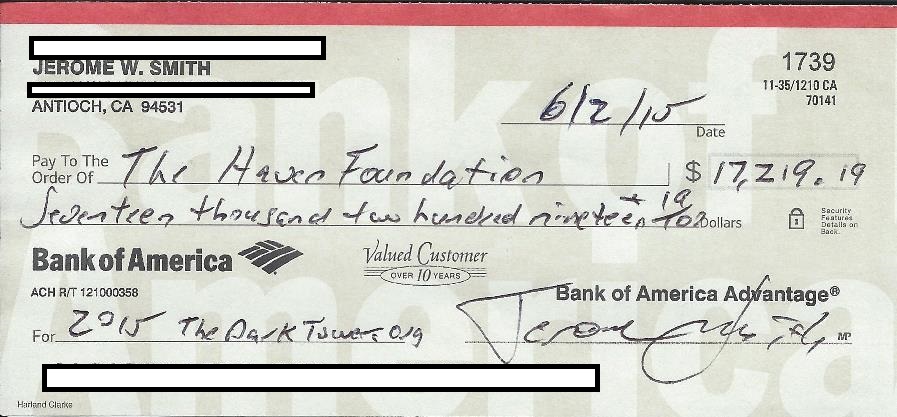 JEROME W. SMITH
ANTIOCH, CA 94531
1739
11-35/1210 CA
70141
6/2/15
Date
Pay To The Order Of The Haven Foundation $ 17,219.19
Seventeen thousand two hundred nineteen + 19/100 Dollars
Security Features Details on Back.
Bank of America
Valued Customer
OVER 10 YEARS
ACH R/T 121000358
Bank of America Advantage®
For 2015 TheDarkTower.org
Jerome W. Smith MP
Harland Clarke